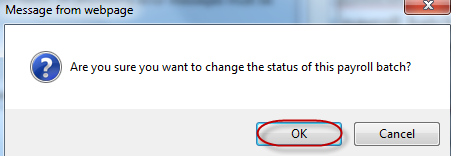 Message from webpage
Are you sure you want to change the status of this payroll batch?
OK
Cancel